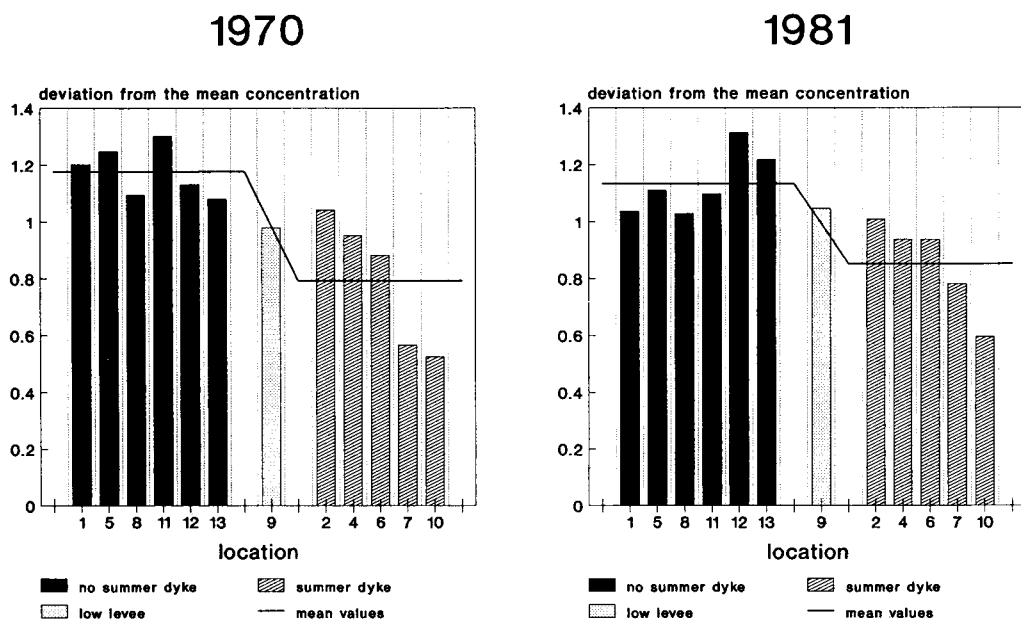 1970
deviation from the mean concentration
1.4
1.2
1
0.8
0.6
0.4
0.2
0
1 5 8 11 12 13 9 2 4 6 7 10
location
no summer dyke summer dyke
low levee mean values
1981
deviation from the mean concentration
1.4
1.2
1
0.8
0.6
0.4
0.2
0
1 5 8 11 12 13 9 2 4 6 7 10
location
no summer dyke summer dyke
low levee mean values